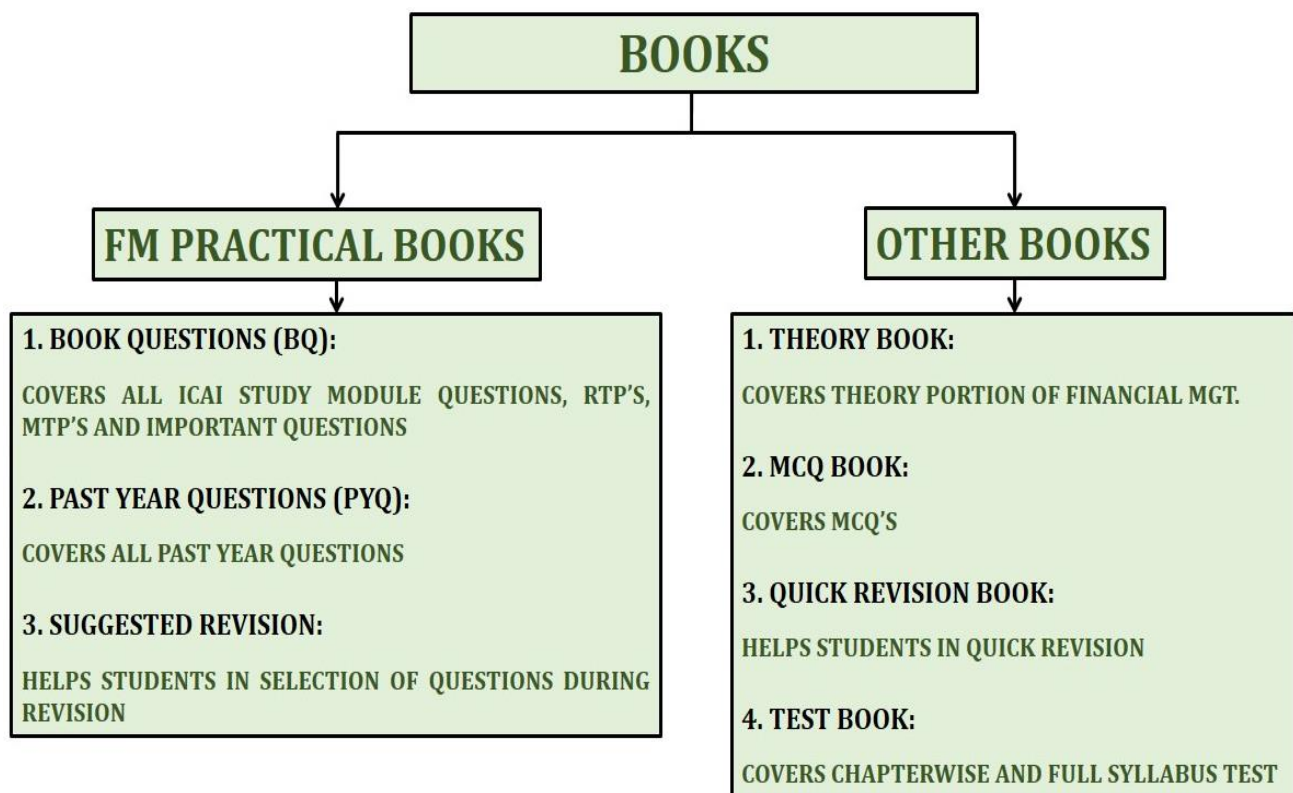 BOOKS
FM PRACTICAL BOOKS
1. BOOK QUESTIONS (BQ):
COVERS ALL ICAI STUDY MODULE QUESTIONS, RTP'S,
MTP'S AND IMPORTANT QUESTIONS
2. PAST YEAR QUESTIONS (PYQ):
COVERS ALL PAST YEAR QUESTIONS
3. SUGGESTED REVISION:
HELPS STUDENTS IN SELECTION OF QUESTIONS DURING
REVISION
OTHER BOOKS
1. THEORY BOOK:
COVERS THEORY PORTION OF FINANCIAL MGT.
2. MCQ BOOK:
COVERS MCQ'S
3. QUICK REVISION BOOK:
HELPS STUDENTS IN QUICK REVISION
4. TEST BOOK:
COVERS CHAPTERWISE AND FULL SYLLABUS TEST